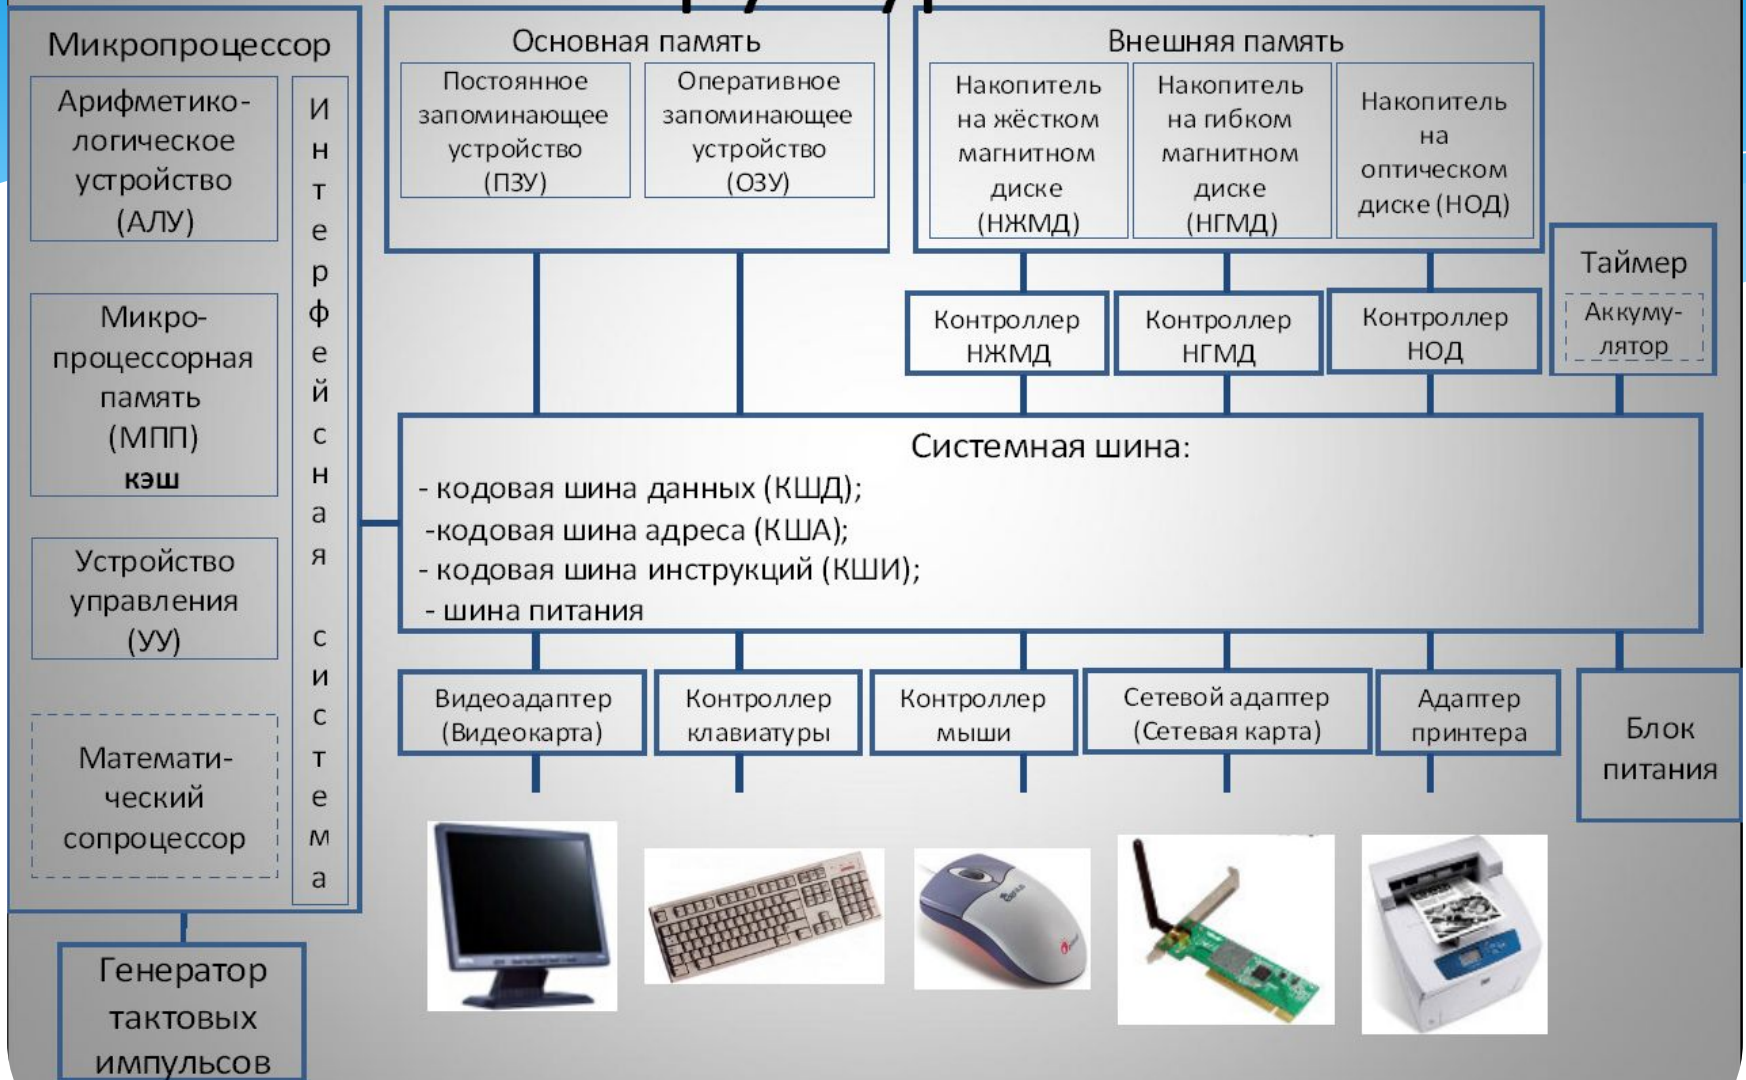 Микропроцессор
Арифметико-
логическое
устройство
(АЛУ)
Микро-
процессорная
память
(МПП)
кэш
Устройство
управления
(УУ)
Математи-
ческий
сопроцессор
Интерфейсная система
Генератор
тактовых
импульсов
Основная память
Постоянное
запоминающее
устройство
(ПЗУ)
Оперативное
запоминающее
устройство
(ОЗУ)
Внешняя память
Накопитель
на жёстком
магнитном
диске
(НЖМД)
Накопитель
на гибком
магнитном
диске
(НГМД)
Накопитель
на
оптическом
диске (НОД)
Контроллер
НЖМД
Контроллер
НГМД
Контроллер
НОД
Таймер
Аккуму-
лятор
Системная шина:
- кодовая шина данных (КШД);
-кодовая шина адреса (КША);
- кодовая шина инструкций (КШИ);
- шина питания
Видеоадаптер
(Видеокарта)
Контроллер
клавиатуры
Контроллер
мыши
Сетевой адаптер
(Сетевая карта)
Адаптер
принтера
Блок
питания